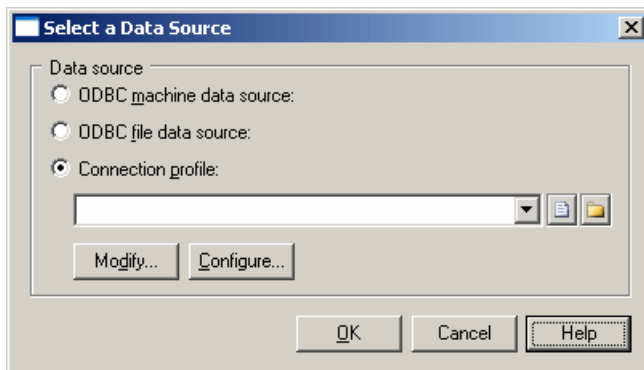 Select a Data Source
Data source
ODBC machine data source:
ODBC file data source:
Connection profile:
Modify...
Configure...
OK
Cancel
Help